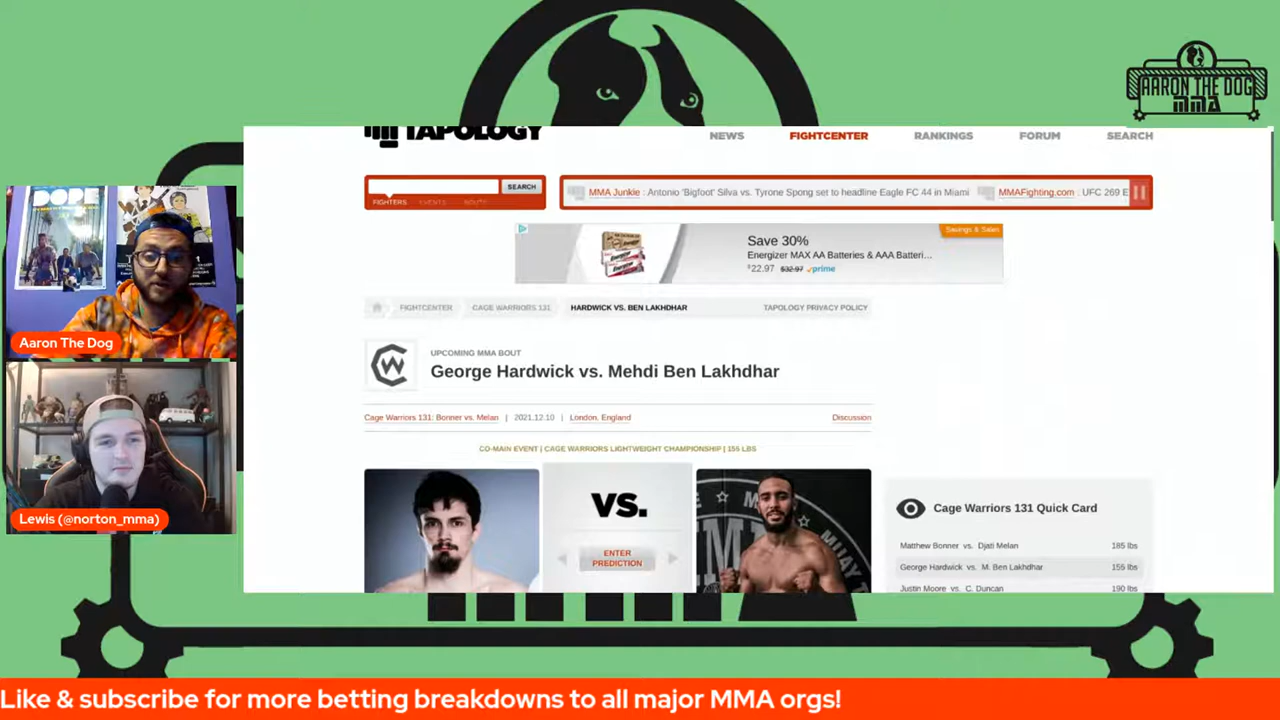 AARON THE DOG
MMA
TAPOLOGY
NEWS
FIGHTCENTER
RANKINGS
FORUM
SEARCH
SEARCH
FIGHTERS
EVENTS
MMA Junkie : Antonio 'Bigfoot' Silva vs. Tyrone Spong set to headline Eagle FC 44 in Miami
MMAFighting.com : UFC 269 E
Savings & Sales
Save 30%
Energizer MAX AA Batteries & AAA Batteri...
$22.97 $32.97 prime
FIGHTCENTER
CAGE WARRIORS 131
HARDWICK VS. BEN LAKHDHAR
TAPOLOGY PRIVACY POLICY
UPCOMING MMA BOUT
George Hardwick vs. Mehdi Ben Lakhdhar
Cage Warriors 131: Bonner vs. Melan | 2021.12.10 | London, England
Discussion
CO-MAIN EVENT | CAGE WARRIORS LIGHTWEIGHT CHAMPIONSHIP | 155 LBS
VS.
ENTER
PREDICTION
Cage Warriors 131 Quick Card
Matthew Bonner vs. Djati Melan 185 lbs
George Hardwick vs. M. Ben Lakhdhar 155 lbs
Justin Moore vs. C. Duncan 190 lbs
DOPE
Aaron The Dog
Lewis (@norton_mma)
Like & subscribe for more betting breakdowns to all major MMA orgs!